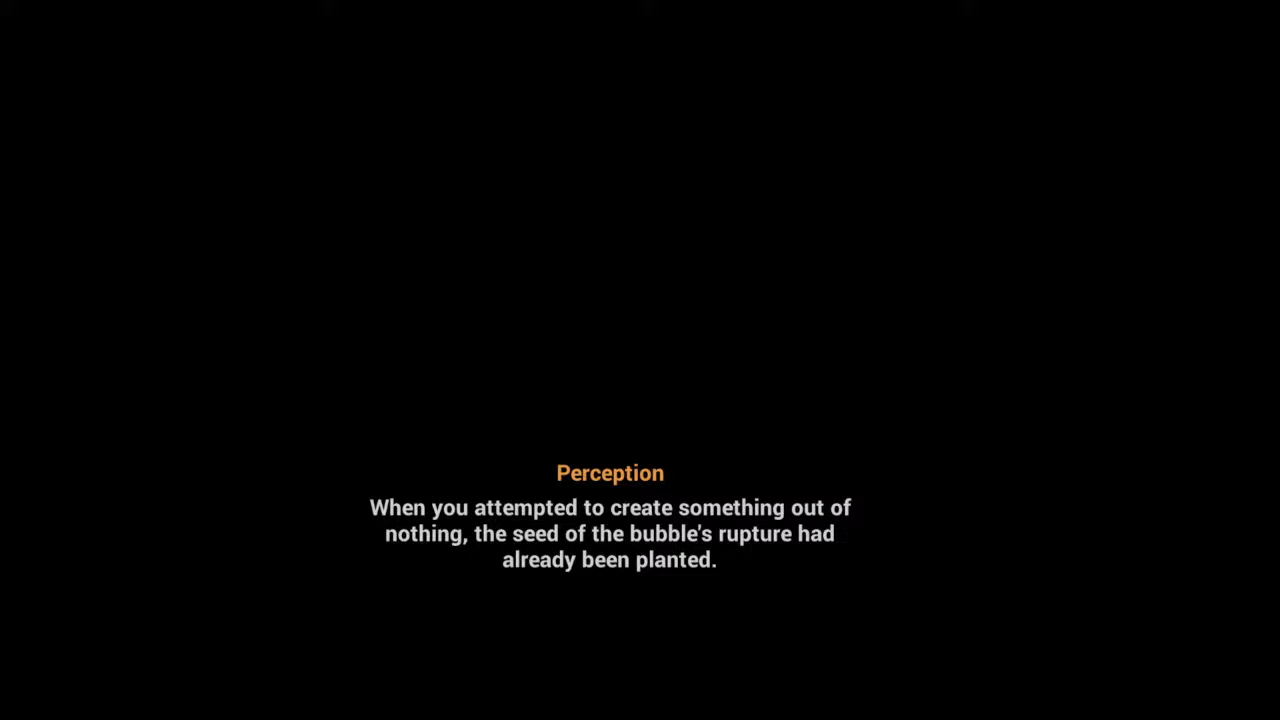 Perception
When you attempted to create something out of
nothing, the seed of the bubble's rupture had
already been planted.